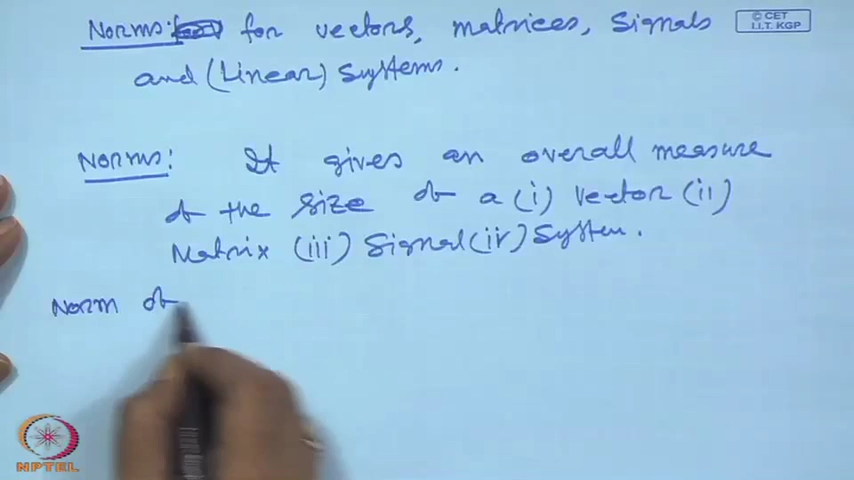 Norms: for vectors, matrices, Signals
© CET
I.I.T. KGP
and (Linear) Systems.
Norms: It gives an overall measure
of the size of a (i) Vector (ii)
Matrix (iii) Signal (iv) System.
Norm of
NPTEL